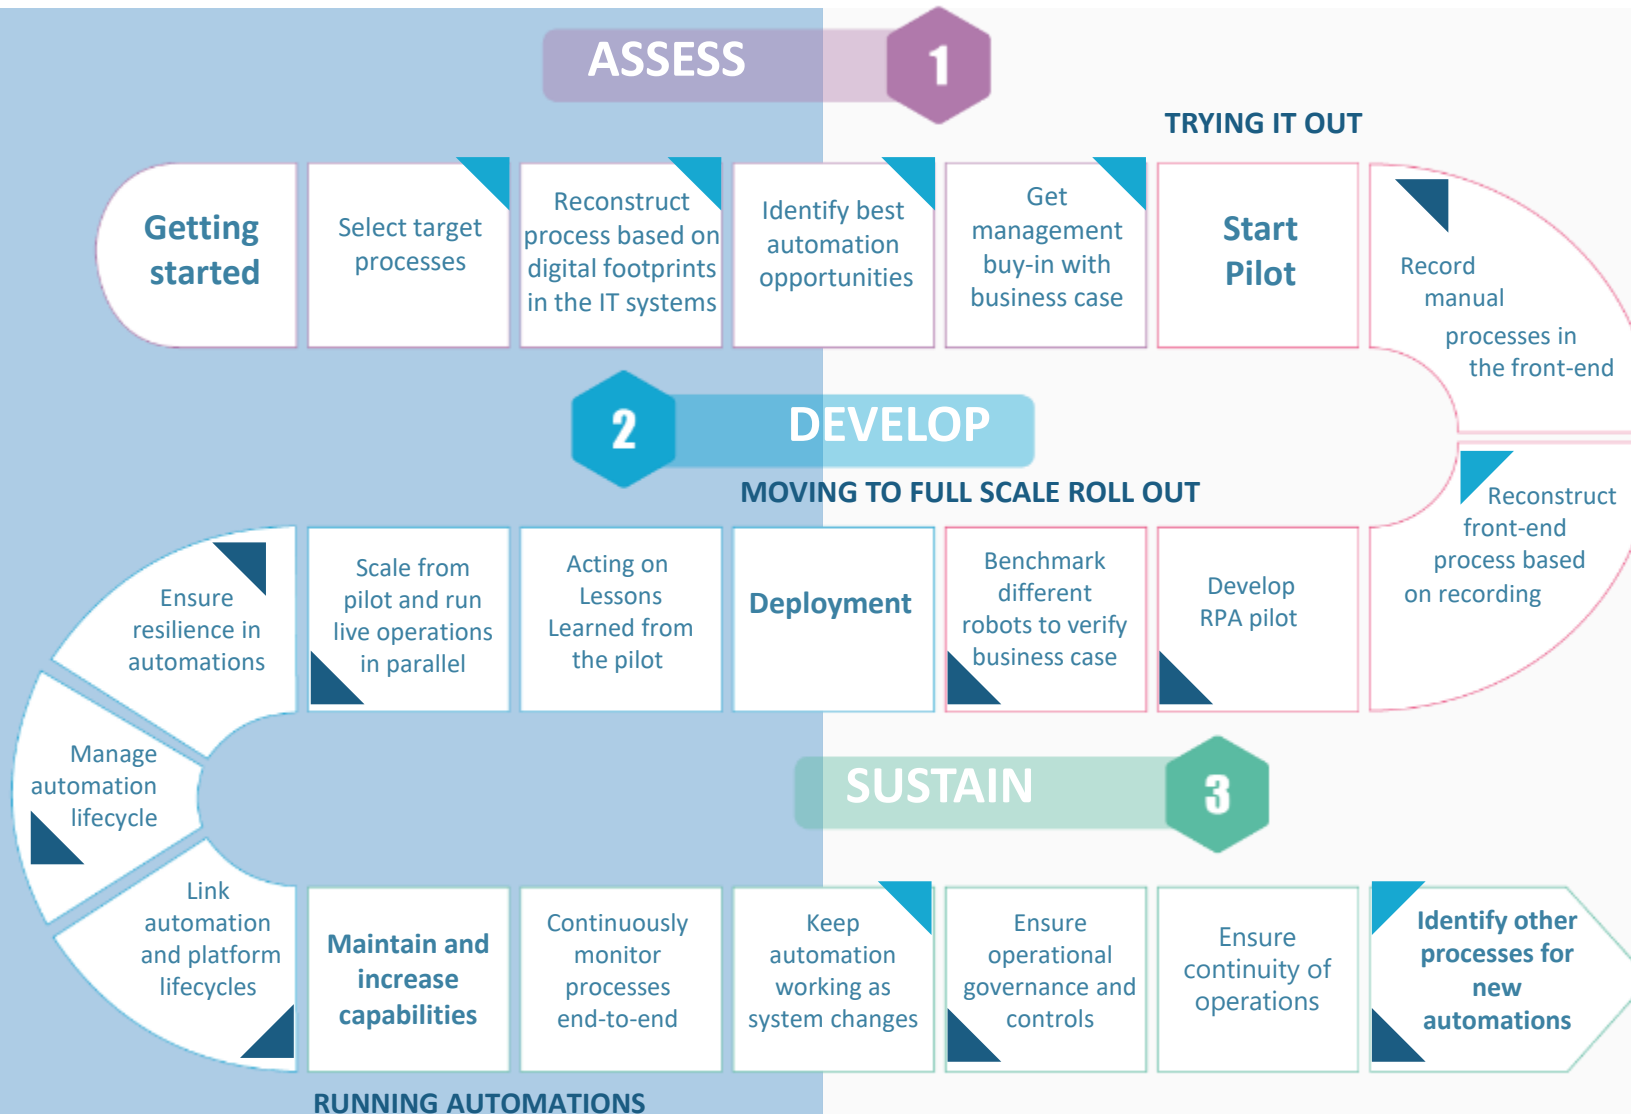 ASSESS
1
TRYING IT OUT
Getting
started
Select target
processes
Reconstruct
process based on
digital footprints
in the IT systems
Identify best
automation
opportunities
Get
management
buy-in with
business case
Start
Pilot
Record
manual
processes in
the front-end
2
DEVELOP
MOVING TO FULL SCALE ROLL OUT
Reconstruct
front-end
process based
on recording
Develop
RPA pilot
Benchmark
different
robots to verify
business case
Deployment
Acting on
Lessons
Learned from
the pilot
Scale from
pilot and run
live operations
in parallel
Ensure
resilience in
automations
Manage
automation
lifecycle
SUSTAIN
3
Link
automation
and platform
lifecycles
Maintain and
increase
capabilities
Continuously
monitor
processes
end-to-end
Keep
automation
working as
system changes
Ensure
operational
governance and
controls
Ensure
continuity of
operations
Identify other
processes for
new
automations
RUNNING AUTOMATIONS